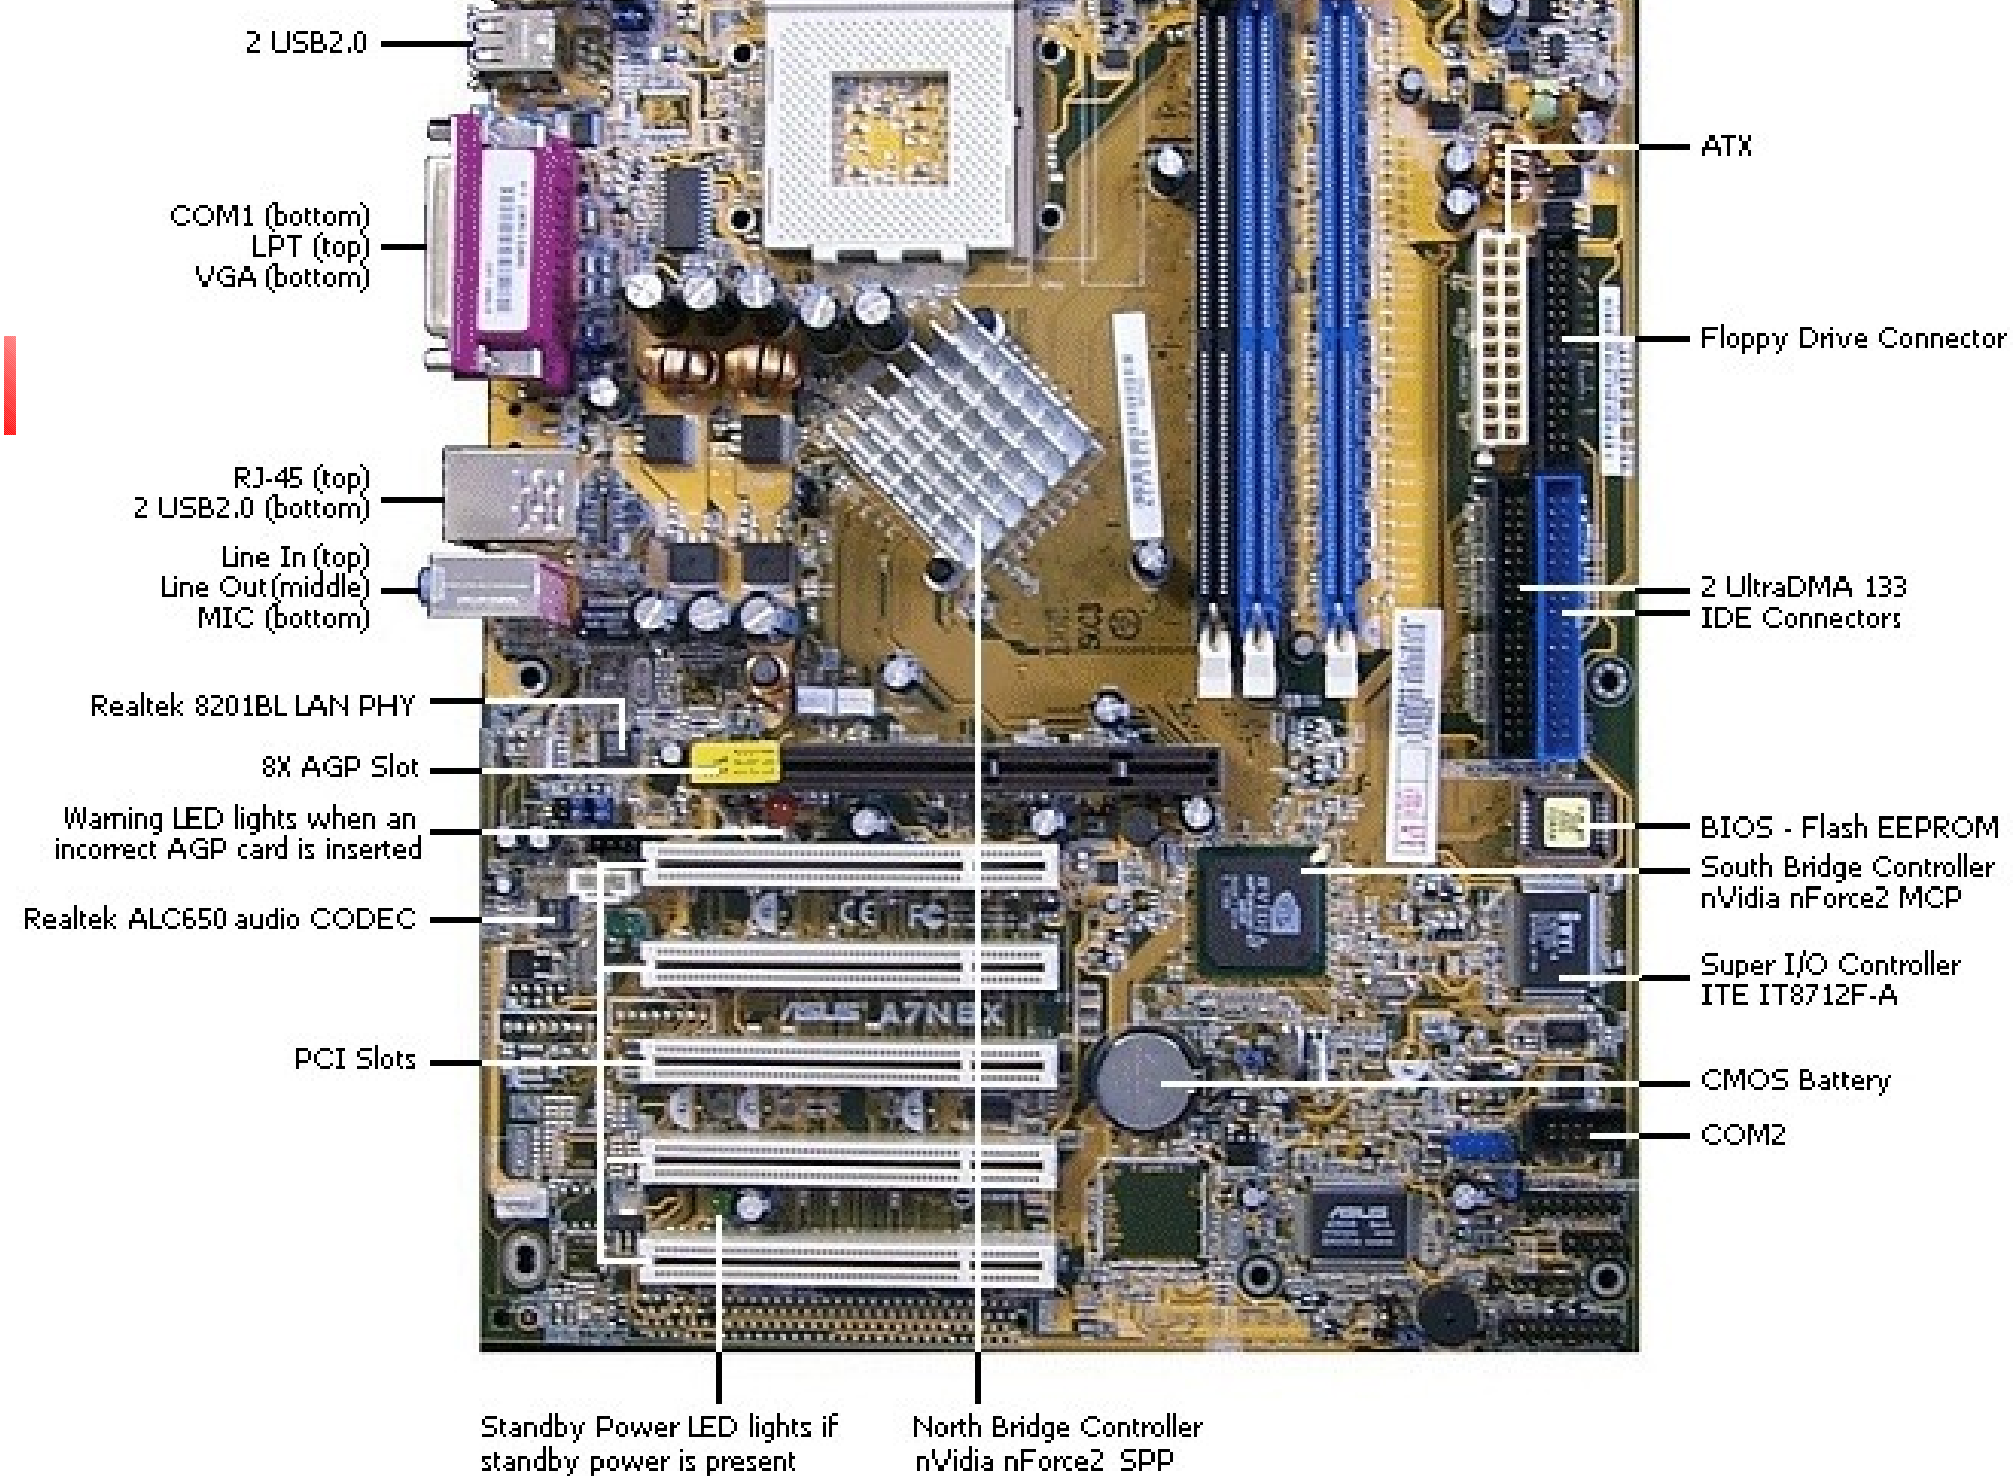 2 USB2.0
COM1 (bottom)
LPT (top)
VGA (bottom)
RJ-45 (top)
2 USB2.0 (bottom)
Line In (top)
Line Out(middle)
MIC (bottom)
Realtek 8201BL LAN PHY
8X AGP Slot
Warning LED lights when an
incorrect AGP card is inserted
Realtek ALC650 audio CODEC
PCI Slots
ATX
Floppy Drive Connector
2 UltraDMA 133
IDE Connectors
BIOS - Flash EEPROM
South Bridge Controller
nVidia nForce2 MCP
Super I/O Controller
ITE IT8712F-A
CMOS Battery
COM2
CE FC
ASUS A7N8X
ASUS
Standby Power LED lights if
standby power is present
North Bridge Controller
nVidia nForce2 SPP